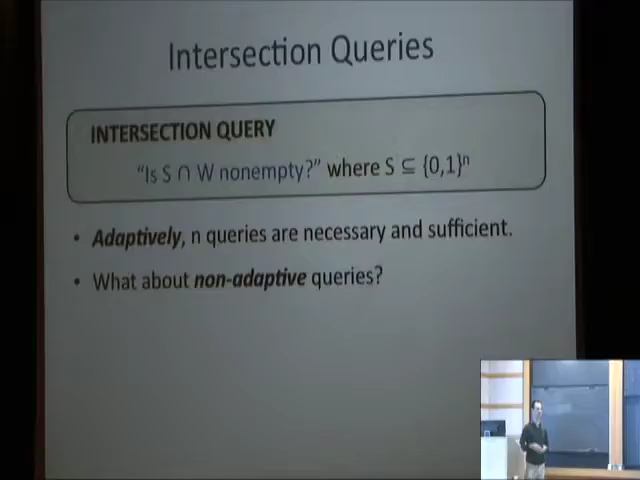 Intersection Queries
INTERSECTION QUERY
“Is S ∩ W nonempty?” where S ⊆ {0,1}ⁿ
• Adaptively, n queries are necessary and sufficient.
• What about non-adaptive queries?